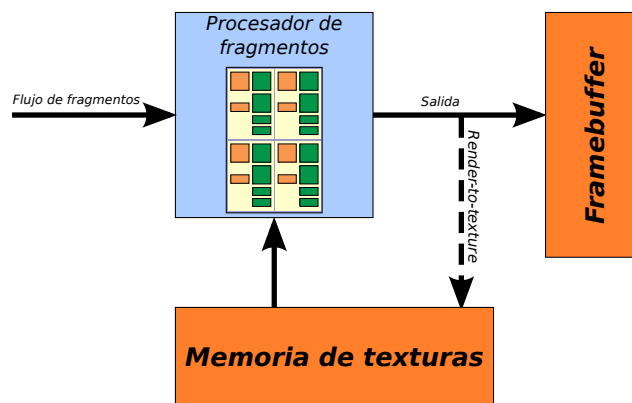 Procesador de
fragmentos
Flujo de fragmentos
Salida
Render-to-texture
Framebuffer
Memoria de texturas